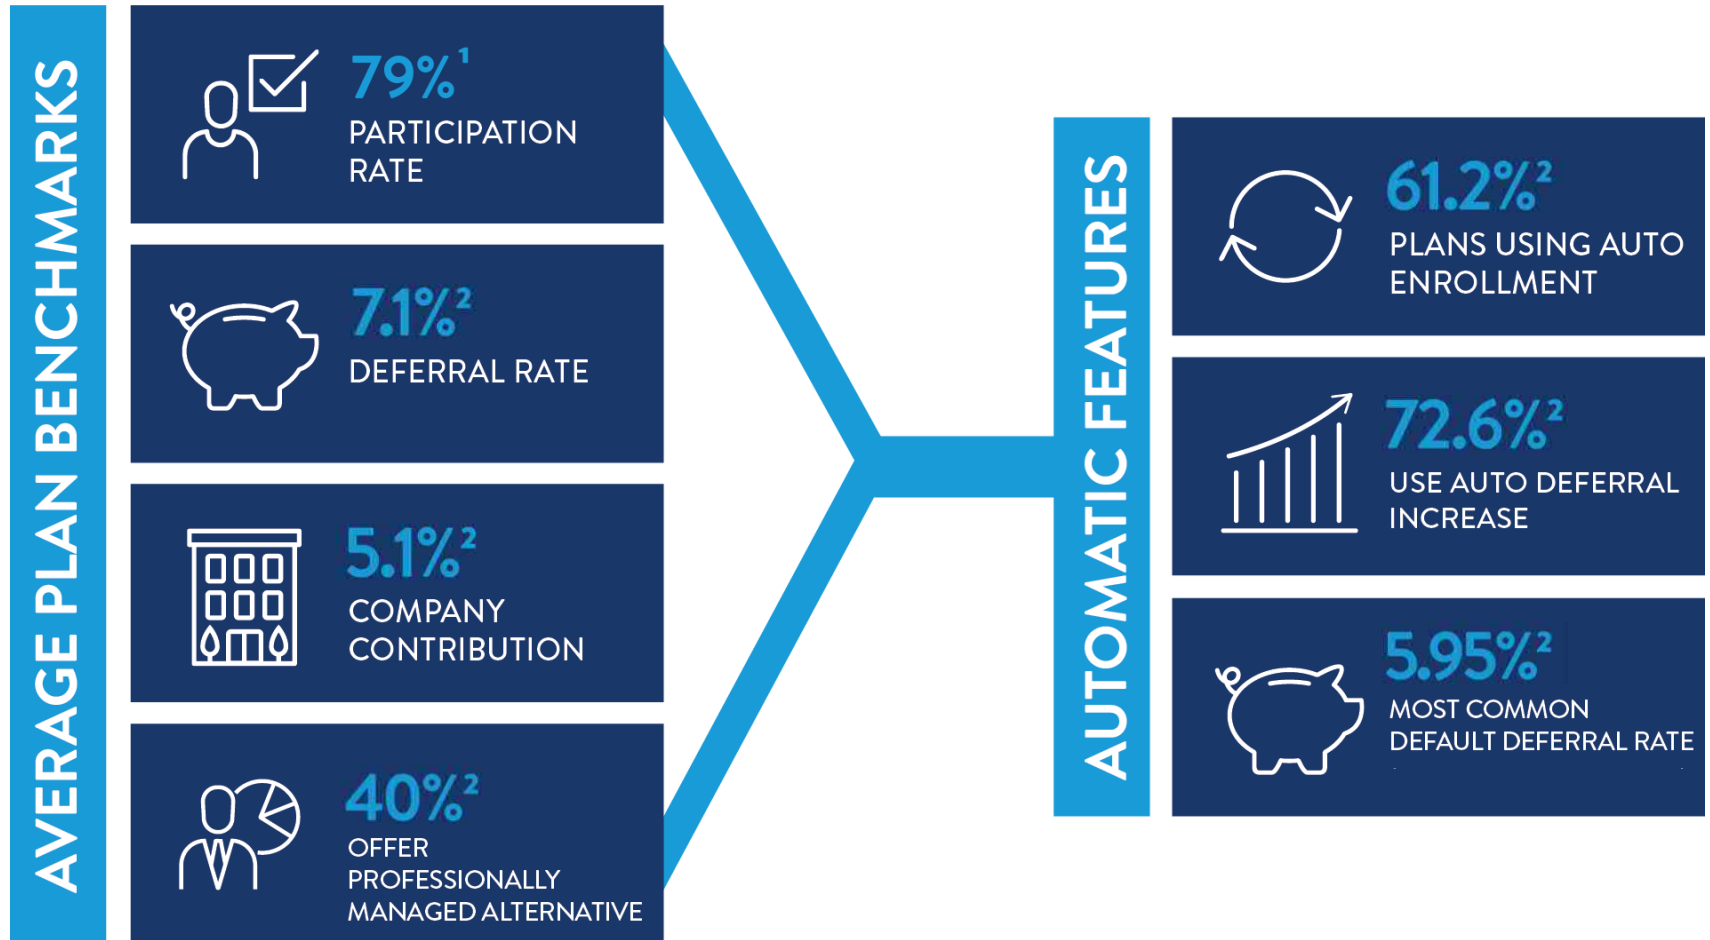 AVERAGE PLAN BENCHMARKS
79%¹
PARTICIPATION
RATE
7.1%²
DEFERRAL RATE
5.1%²
COMPANY
CONTRIBUTION
40%²
OFFER
PROFESSIONALLY
MANAGED ALTERNATIVE
AUTOMATIC FEATURES
61.2%²
PLANS USING AUTO
ENROLLMENT
72.6%²
USE AUTO DEFERRAL
INCREASE
5.95%²
MOST COMMON
DEFAULT DEFERRAL RATE